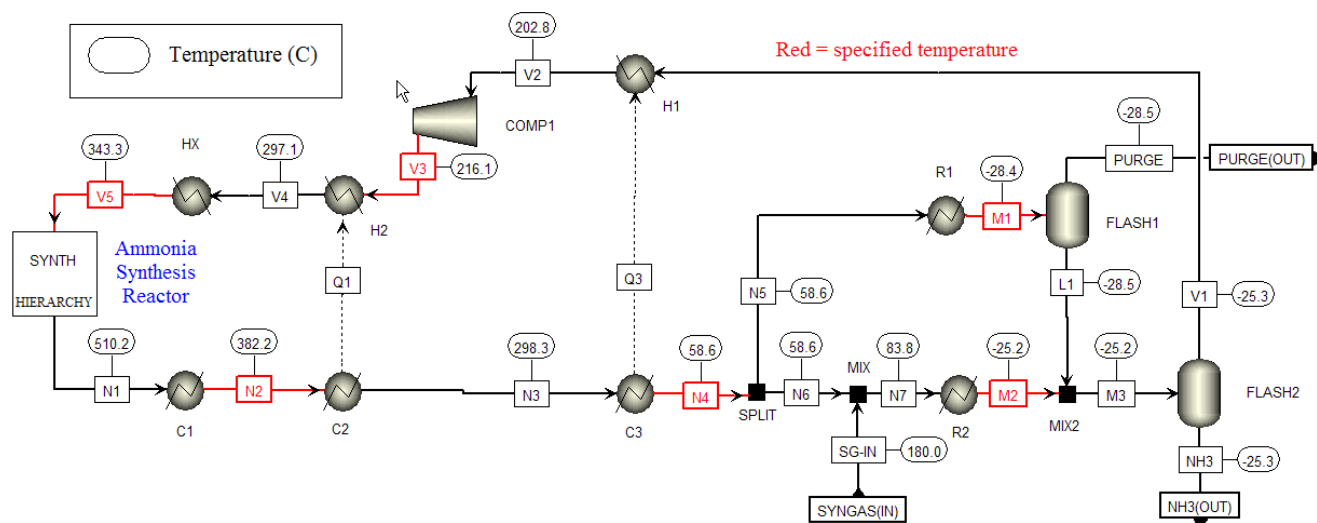 Temperature (C)
Red = specified temperature
202.8
V2
H1
COMP1
V3
216.1
HX
343.3
297.1
V5
V4
H2
-28.5
PURGE
PURGE(OUT)
R1
-28.4
M1
FLASH1
SYNTH
HIERARCHY
Ammonia
Synthesis
Reactor
Q1
Q3
N5
58.6
L1
-28.5
V1
-25.3
510.2
382.2
298.3
58.6
58.6
MIX
83.8
-25.2
-25.2
N1
N2
N3
N4
N6
N7
M2
M3
FLASH2
C1
C2
C3
SPLIT
R2
MIX2
SG-IN
180.0
NH3
-25.3
SYNGAS(IN)
NH3(OUT)